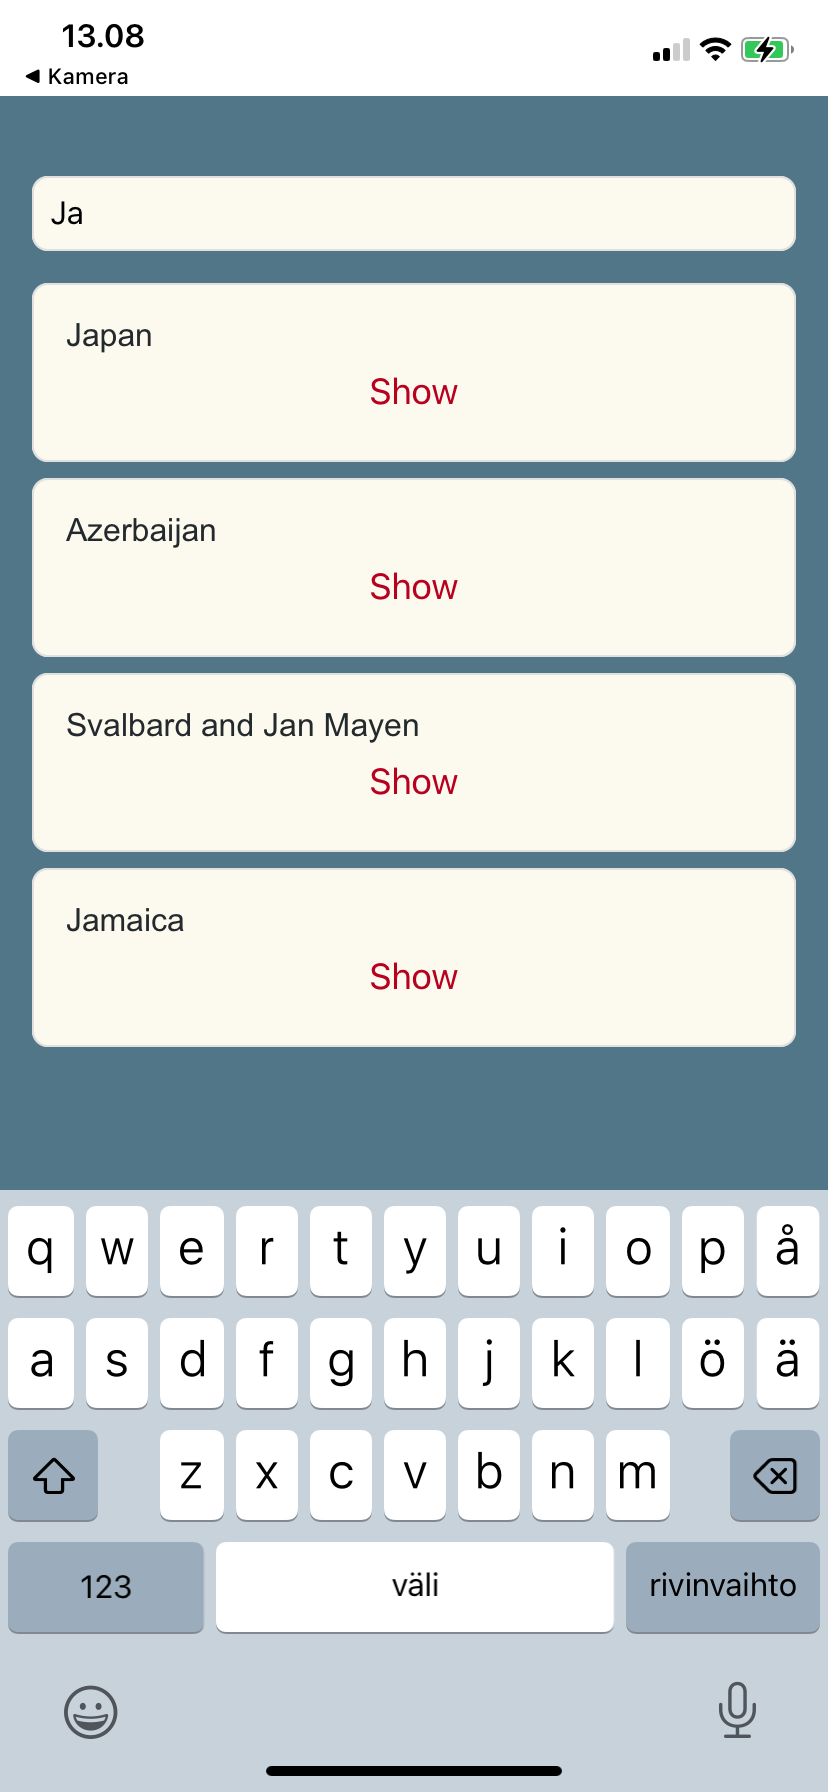 13.08
◀ Kamera
Ja
Japan
Show
Azerbaijan
Show
Svalbard and Jan Mayen
Show
Jamaica
Show
q w e r t y u i o p å
a s d f g h j k l ö ä
z x c v b n m
123 väli rivinvaihto